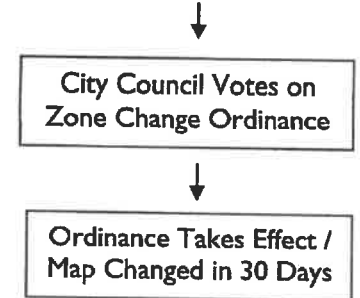 City Council Votes on
Zone Change Ordinance
Ordinance Takes Effect /
Map Changed in 30 Days